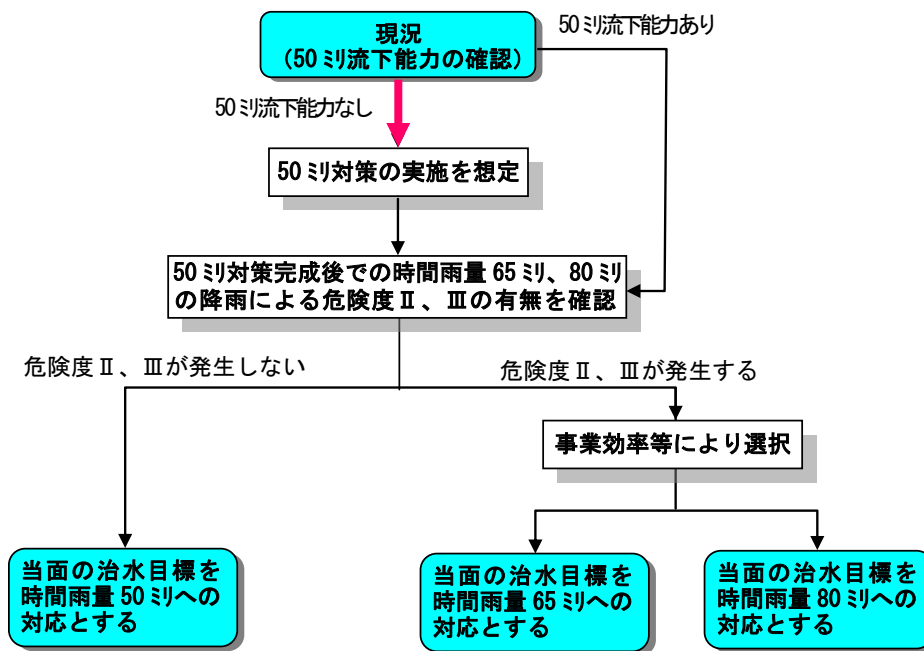 現況
（50ミリ流下能力の確認）
50ミリ流下能力あり
50ミリ流下能力なし
50ミリ対策の実施を想定
50ミリ対策完成後での時間雨量65ミリ、80ミリ
の降雨による危険度Ⅱ、Ⅲの有無を確認
危険度Ⅱ、Ⅲが発生しない
危険度Ⅱ、Ⅲが発生する
事業効率等により選択
当面の治水目標を
時間雨量50ミリへの
対応とする
当面の治水目標を
時間雨量65ミリへの
対応とする
当面の治水目標を
時間雨量80ミリへの
対応とする